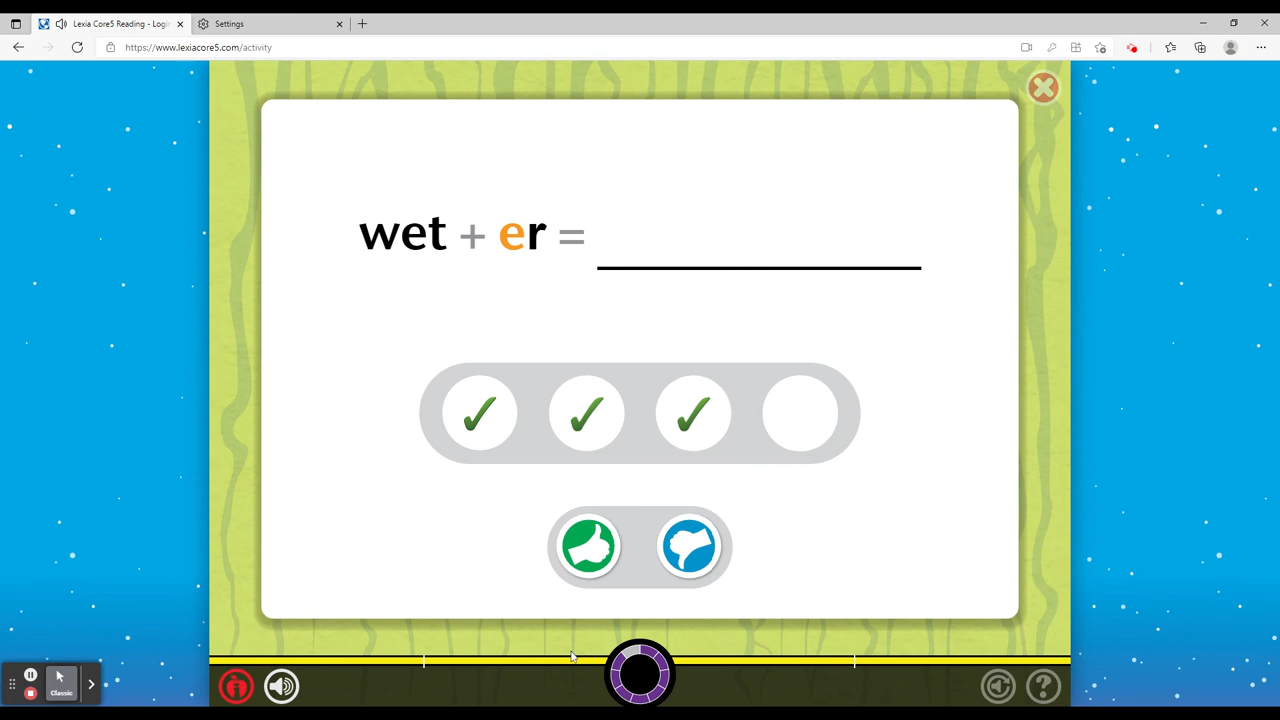 Lexia Core5 Reading - Logi
Settings
https://www.lexiacore5.com/activity
wet + er =
Classic